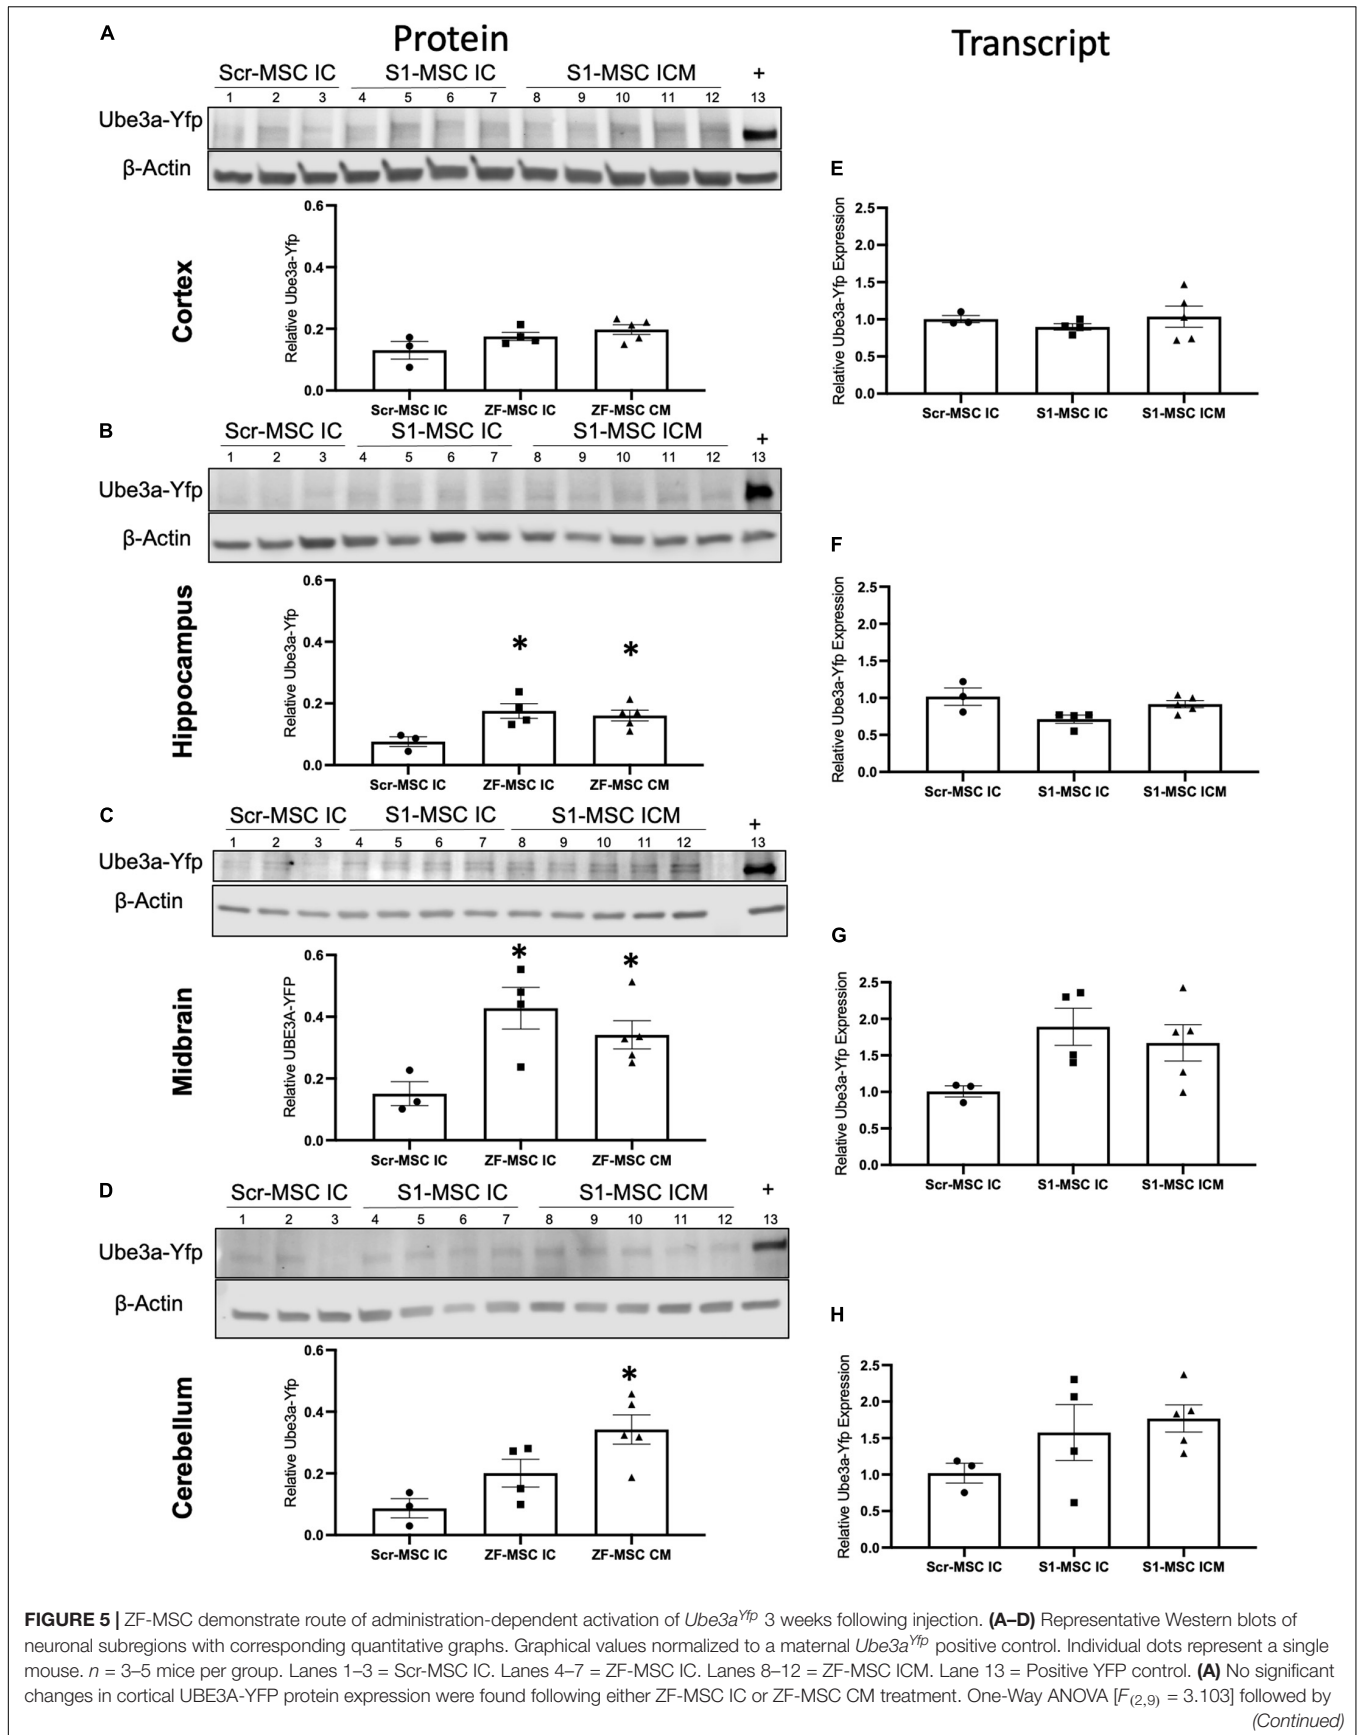 Protein
Transcript
A
Scr-MSC IC S1-MSC IC S1-MSC ICM +
1 2 3 4 5 6 7 8 9 10 11 12 13
Ube3a-Yfp
β-Actin
Cortex
Relative Ube3a-Yfp
0.6
0.4
0.2
0.0
Scr-MSC IC ZF-MSC IC ZF-MSC CM
E
Relative Ube3a-Yfp Expression
2.5
2.0
1.5
1.0
0.5
0.0
Scr-MSC IC S1-MSC IC S1-MSC ICM
B
Scr-MSC IC S1-MSC IC S1-MSC ICM +
1 2 3 4 5 6 7 8 9 10 11 12 13
Ube3a-Yfp
β-Actin
Hippocampus
Relative Ube3a-Yfp
0.6
0.4
0.2
0.0
* *
Scr-MSC IC ZF-MSC IC ZF-MSC CM
F
Relative Ube3a-Yfp Expression
2.5
2.0
1.5
1.0
0.5
0.0
Scr-MSC IC S1-MSC IC S1-MSC ICM
C
Scr-MSC IC S1-MSC IC S1-MSC ICM +
1 2 3 4 5 6 7 8 9 10 11 12 13
Ube3a-Yfp
β-Actin
Midbrain
Relative UBE3A-YFP
0.6
0.4
0.2
0.0
* *
Scr-MSC IC ZF-MSC IC ZF-MSC CM
G
Relative Ube3a-Yfp Expression
2.5
2.0
1.5
1.0
0.5
0.0
Scr-MSC IC S1-MSC IC S1-MSC ICM
D
Scr-MSC IC S1-MSC IC S1-MSC ICM +
1 2 3 4 5 6 7 8 9 10 11 12 13
Ube3a-Yfp
β-Actin
Cerebellum
Relative Ube3a-Yfp
0.6
0.4
0.2
0.0
*
Scr-MSC IC ZF-MSC IC ZF-MSC CM
H
Relative Ube3a-Yfp Expression
2.5
2.0
1.5
1.0
0.5
0.0
Scr-MSC IC S1-MSC IC S1-MSC ICM
FIGURE 5 | ZF-MSC demonstrate route of administration-dependent activation of Ube3aYfp 3 weeks following injection. (A–D) Representative Western blots of
neuronal subregions with corresponding quantitative graphs. Graphical values normalized to a maternal Ube3aYfp positive control. Individual dots represent a single
mouse. n = 3–5 mice per group. Lanes 1–3 = Scr-MSC IC. Lanes 4–7 = ZF-MSC IC. Lanes 8–12 = ZF-MSC ICM. Lane 13 = Positive YFP control. (A) No significant
changes in cortical UBE3A-YFP protein expression were found following either ZF-MSC IC or ZF-MSC CM treatment. One-Way ANOVA [F(2,9) = 3.103] followed by
(Continued)